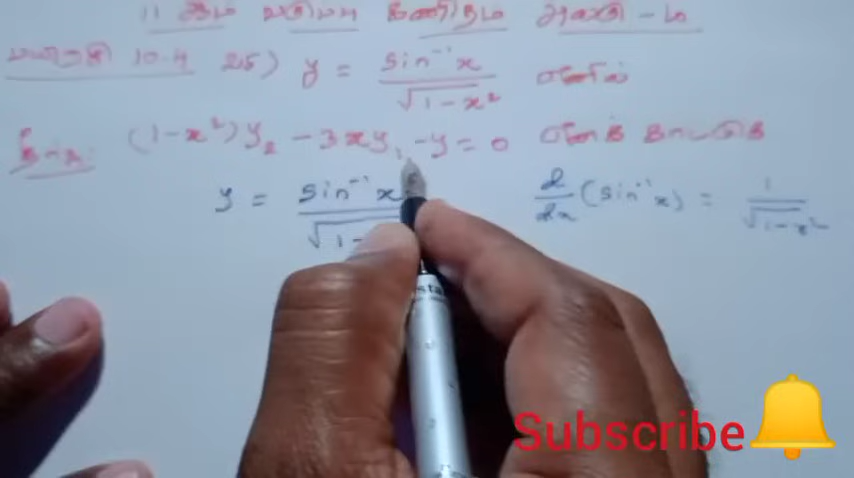 11 ஆம் வகுப்பு கணிதம் அலகு - 10
பயிற்சி 10.4 25) y = sin⁻¹x / √1-x² எனில்
நி-க: (1-x²)y₂ - 3xy₁ - y = 0 எனக் காட்டுக
y = sin⁻¹x / √1- d/dx (sin⁻¹x) = 1/√1-x²
Subscribe